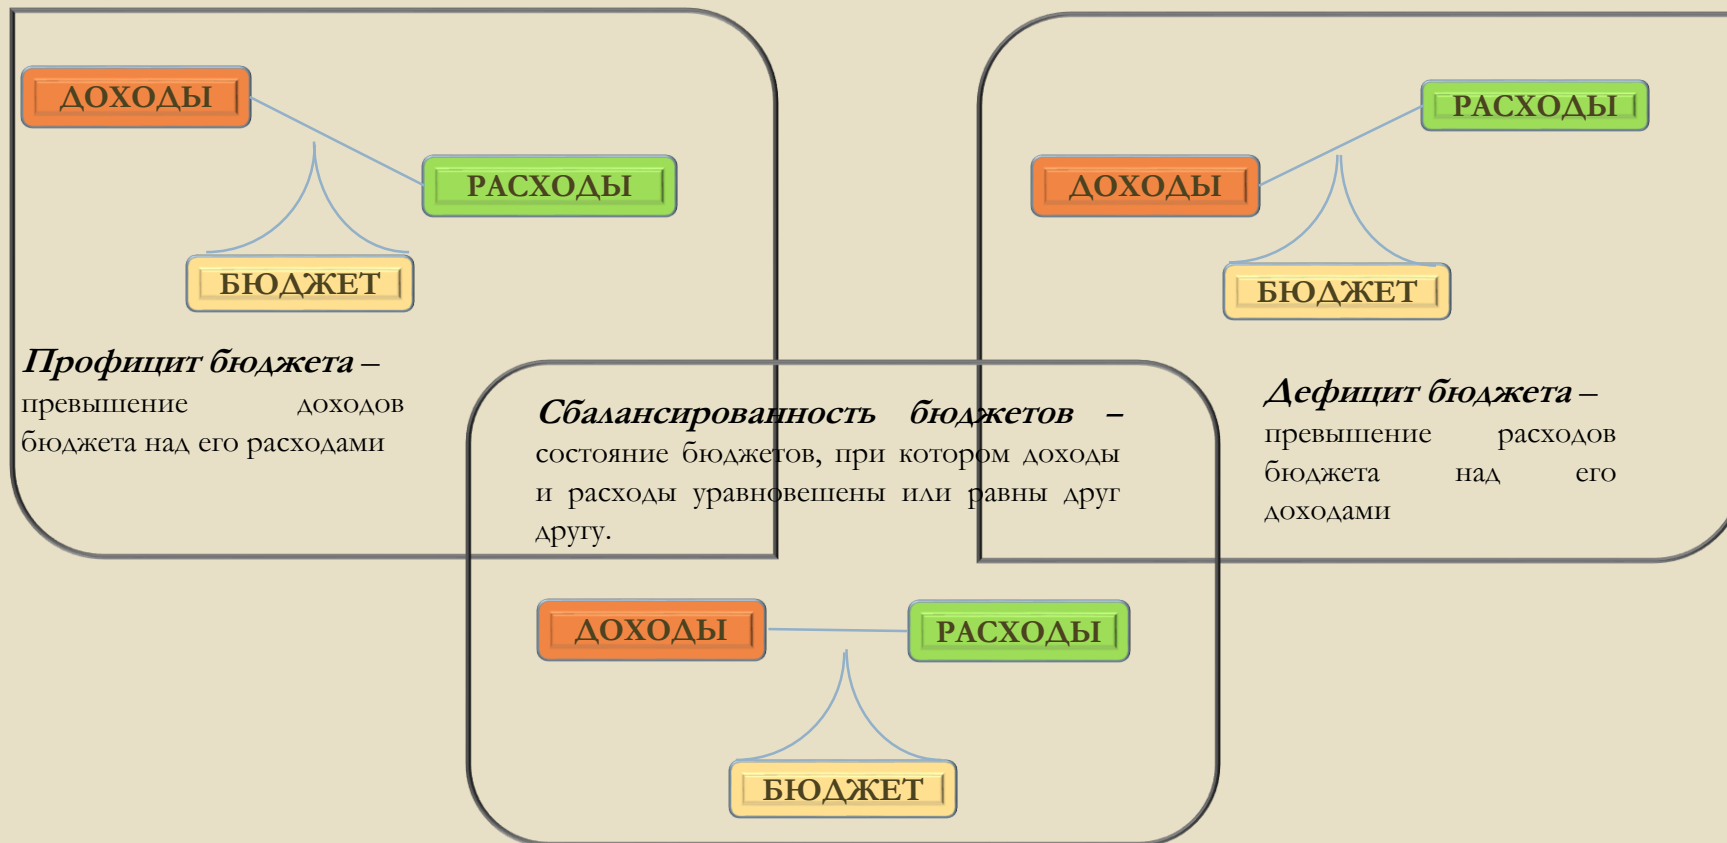 ДОХОДЫ
РАСХОДЫ
БЮДЖЕТ
Профицит бюджета –
превышение доходов
бюджета над его расходами
РАСХОДЫ
ДОХОДЫ
БЮДЖЕТ
Дефицит бюджета –
превышение расходов
бюджета над его
доходами
Сбалансированность бюджетов –
состояние бюджетов, при котором доходы
и расходы уравновешены или равны друг
другу.
ДОХОДЫ
РАСХОДЫ
БЮДЖЕТ